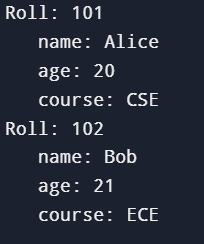 Roll: 101
   name: Alice
   age: 20
   course: CSE
Roll: 102
   name: Bob
   age: 21
   course: ECE